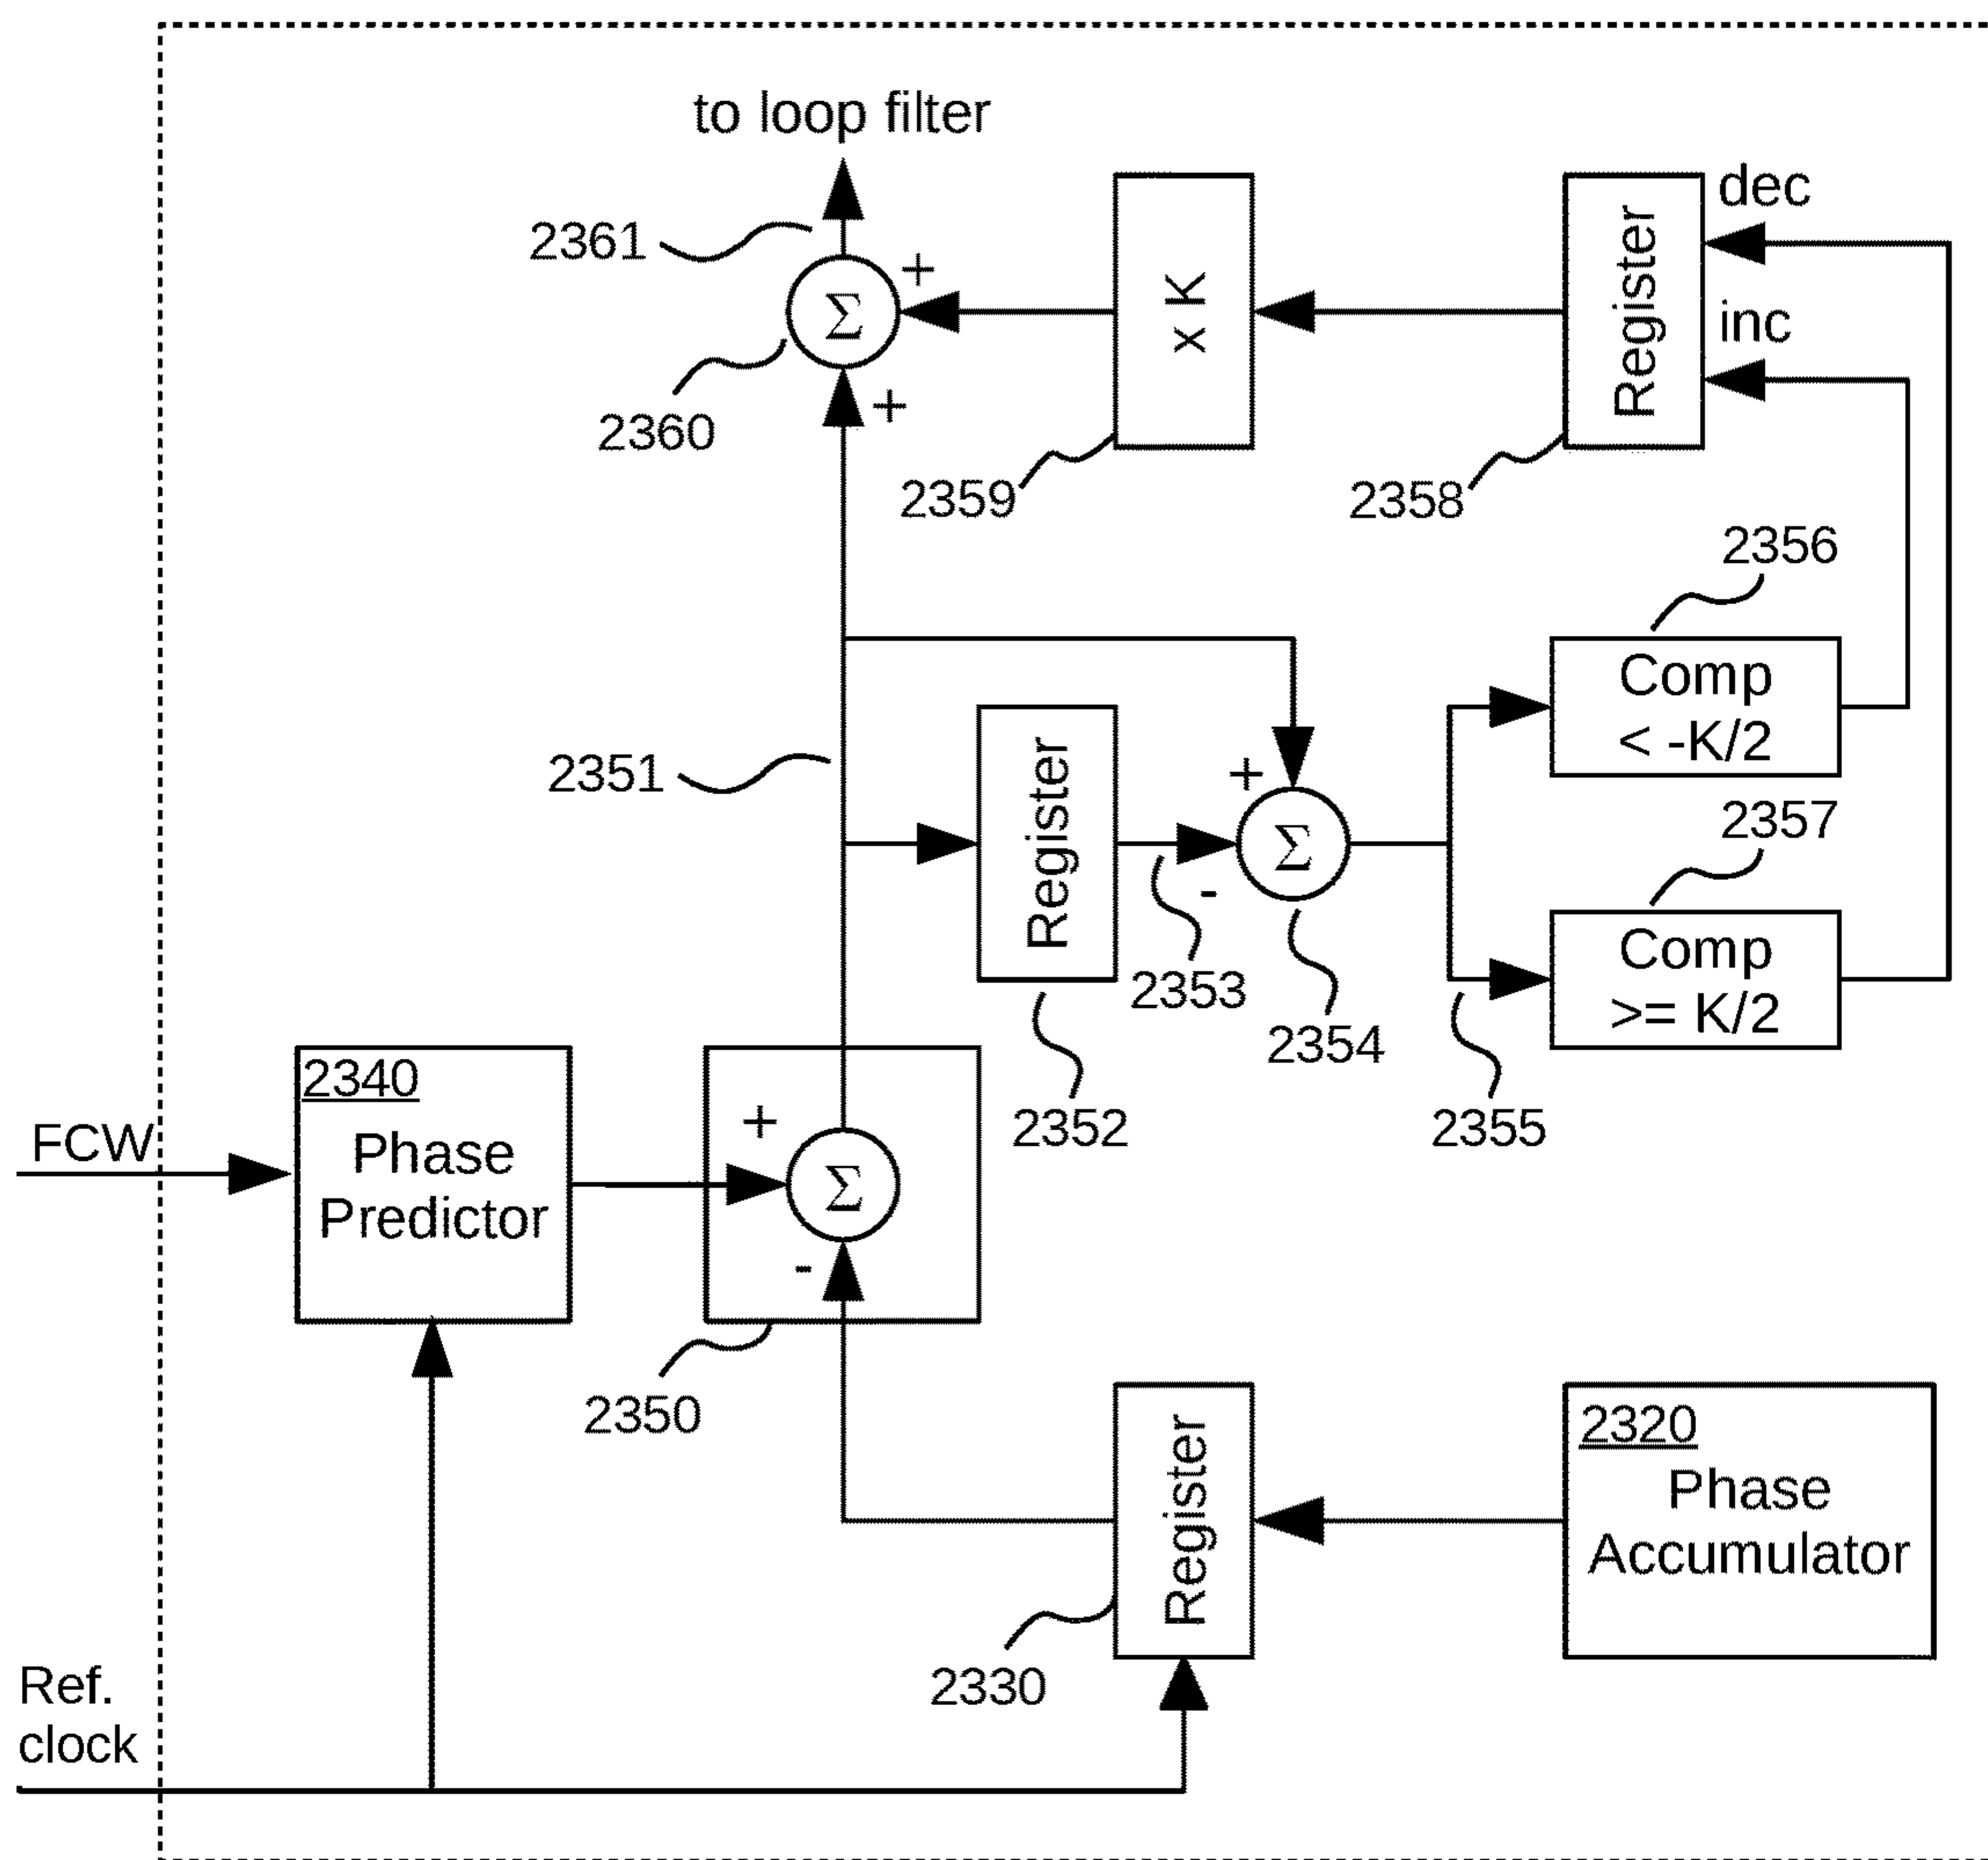 to loop filter
2361
Σ
+
+
2360
x K
2359
Register
2358
dec
inc
2356
Comp
< -K/2
2357
Comp
>= K/2
2351
Register
2352
2353
+
-
Σ
2354
2355
FCW
2340
Phase
Predictor
+
Σ
-
2350
Register
2330
2320
Phase
Accumulator
Ref.
clock